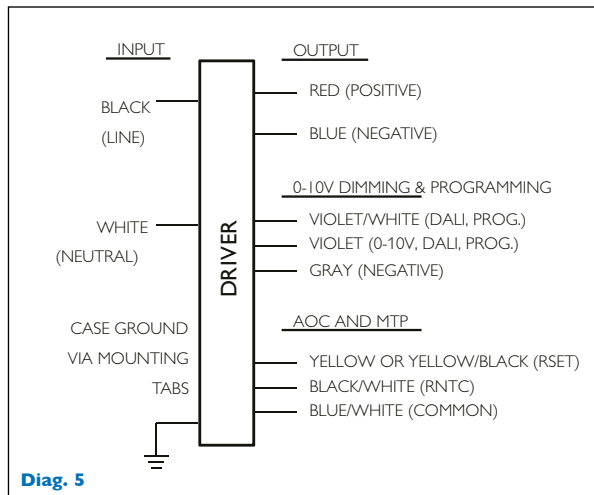 INPUT
BLACK
(LINE)
WHITE
(NEUTRAL)
CASE GROUND
VIA MOUNTING
TABS
DRIVER
OUTPUT
RED (POSITIVE)
BLUE (NEGATIVE)
0-10V DIMMING & PROGRAMMING
VIOLET/WHITE (DALI, PROG.)
VIOLET (0-10V, DALI, PROG.)
GRAY (NEGATIVE)
AOC AND MTP
YELLOW OR YELLOW/BLACK (RSET)
BLACK/WHITE (RNTC)
BLUE/WHITE (COMMON)
Diag. 5